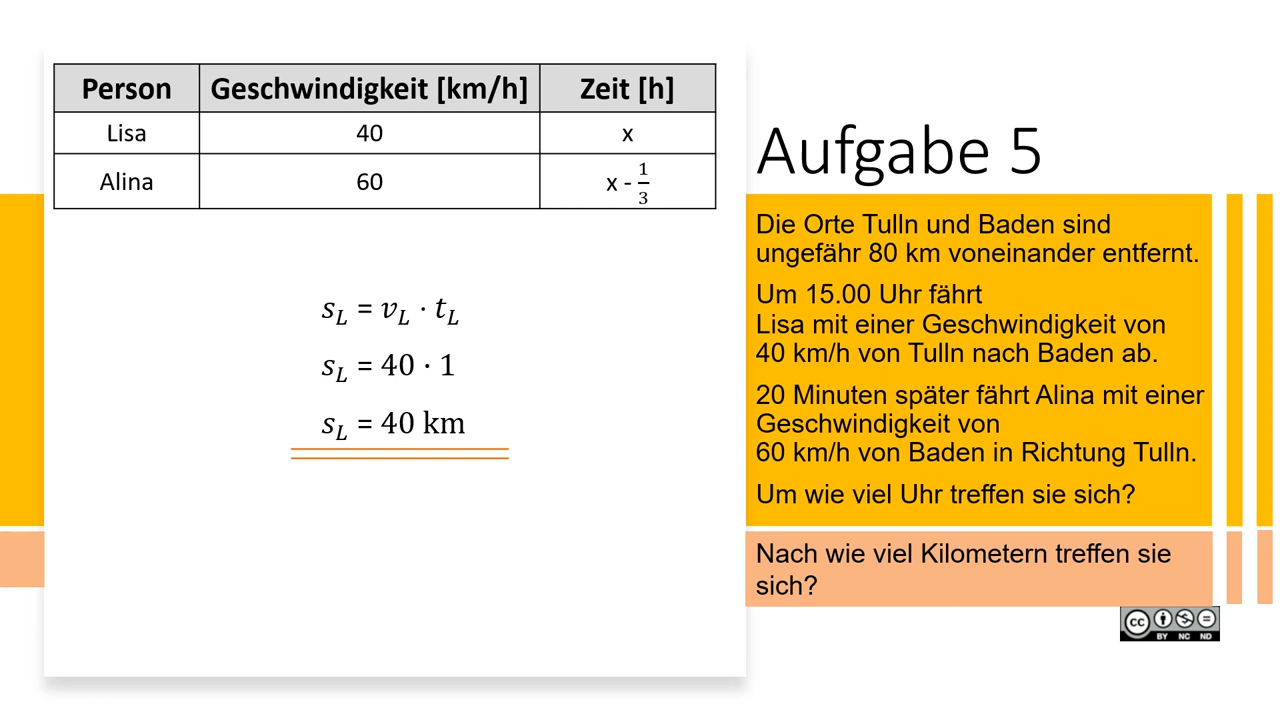 Person Geschwindigkeit [km/h] Zeit [h]
Lisa 40 x
Alina 60 x - 1/3
s_L = v_L · t_L
s_L = 40 · 1
s_L = 40 km
Aufgabe 5
Die Orte Tulln und Baden sind
ungefähr 80 km voneinander entfernt.
Um 15.00 Uhr fährt
Lisa mit einer Geschwindigkeit von
40 km/h von Tulln nach Baden ab.
20 Minuten später fährt Alina mit einer
Geschwindigkeit von
60 km/h von Baden in Richtung Tulln.
Um wie viel Uhr treffen sie sich?
Nach wie viel Kilometern treffen sie
sich?
cc
BY NC ND